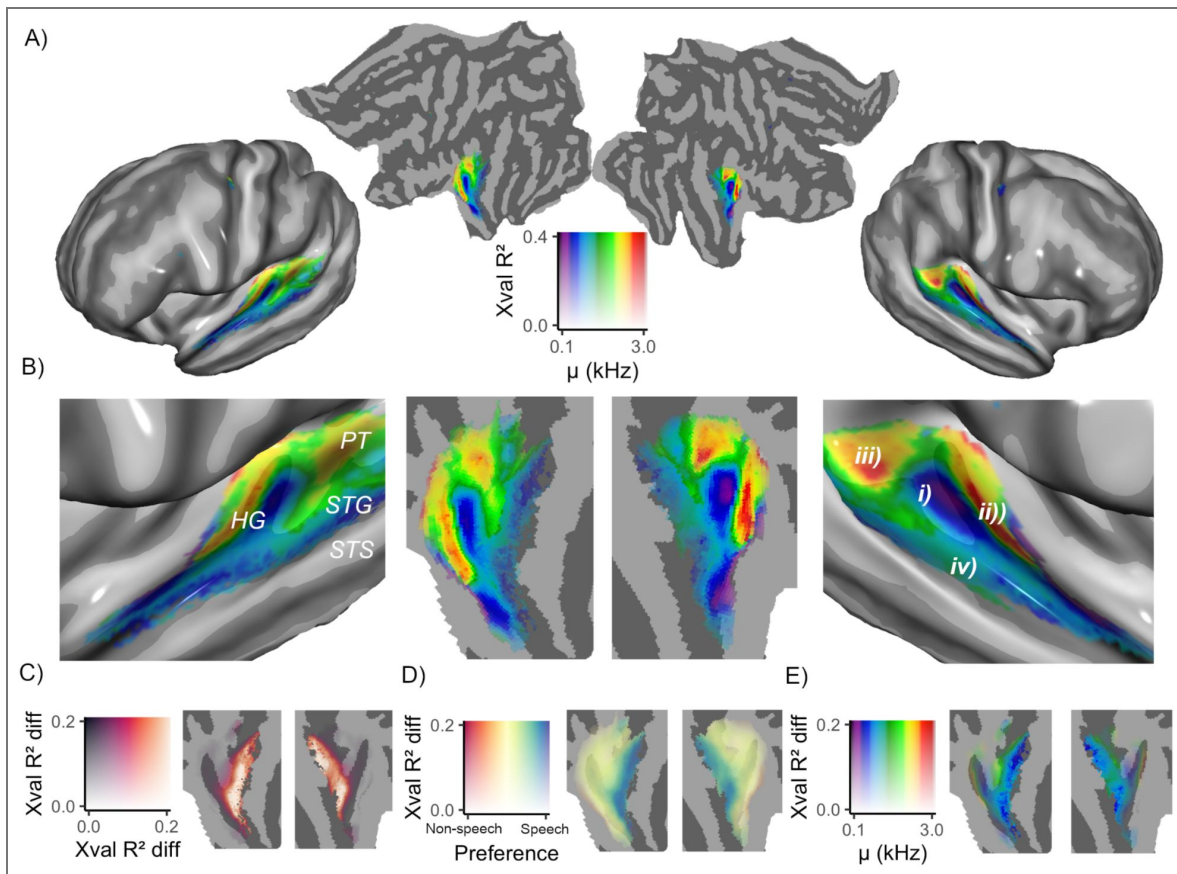 A)
Xval R²
0.4
0.0
0.1
3.0
μ (kHz)
B)
PT
HG
STG
STS
iii)
i)
ii))
iv)
C)
Xval R² diff
0.2
0.0
0.0
0.2
Xval R² diff
D)
Xval R² diff
0.2
0.0
Non-speech
Speech
Preference
E)
Xval R² diff
0.2
0.0
0.1
3.0
μ (kHz)